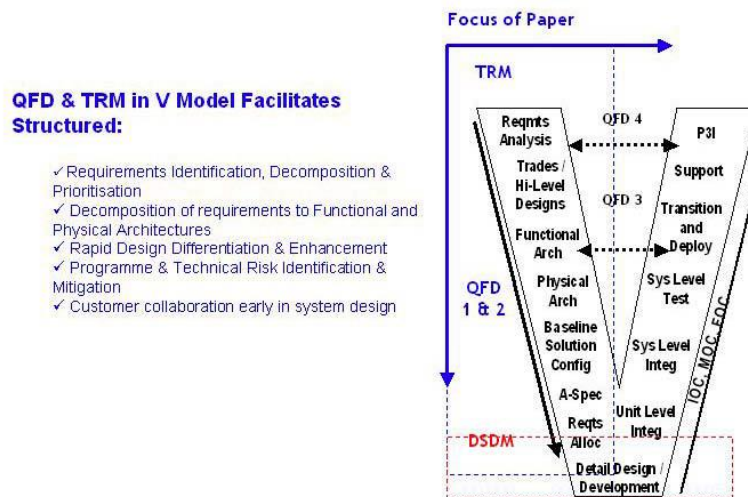 Focus of Paper
TRM
QFD & TRM in V Model Facilitates
Structured:
✓ Requirements Identification, Decomposition &
Prioritisation
✓ Decomposition of requirements to Functional and
Physical Architectures
✓ Rapid Design Differentiation & Enhancement
✓ Programme & Technical Risk Identification &
Mitigation
✓ Customer collaboration early in system design
QFD
1 & 2
DSDM
Reqmts
Analysis
Trades /
Hi-Level
Designs
Functional
Arch
Physical
Arch
Baseline
Solution
Config
A-Spec
Reqts
Alloc
Detail Design /
Development
QFD 4
QFD 3
P3I
Support
Transition
and
Deploy
Sys Level
Test
Sys Level
Integ
Unit Level
Integ
IOC, MOC, FOC